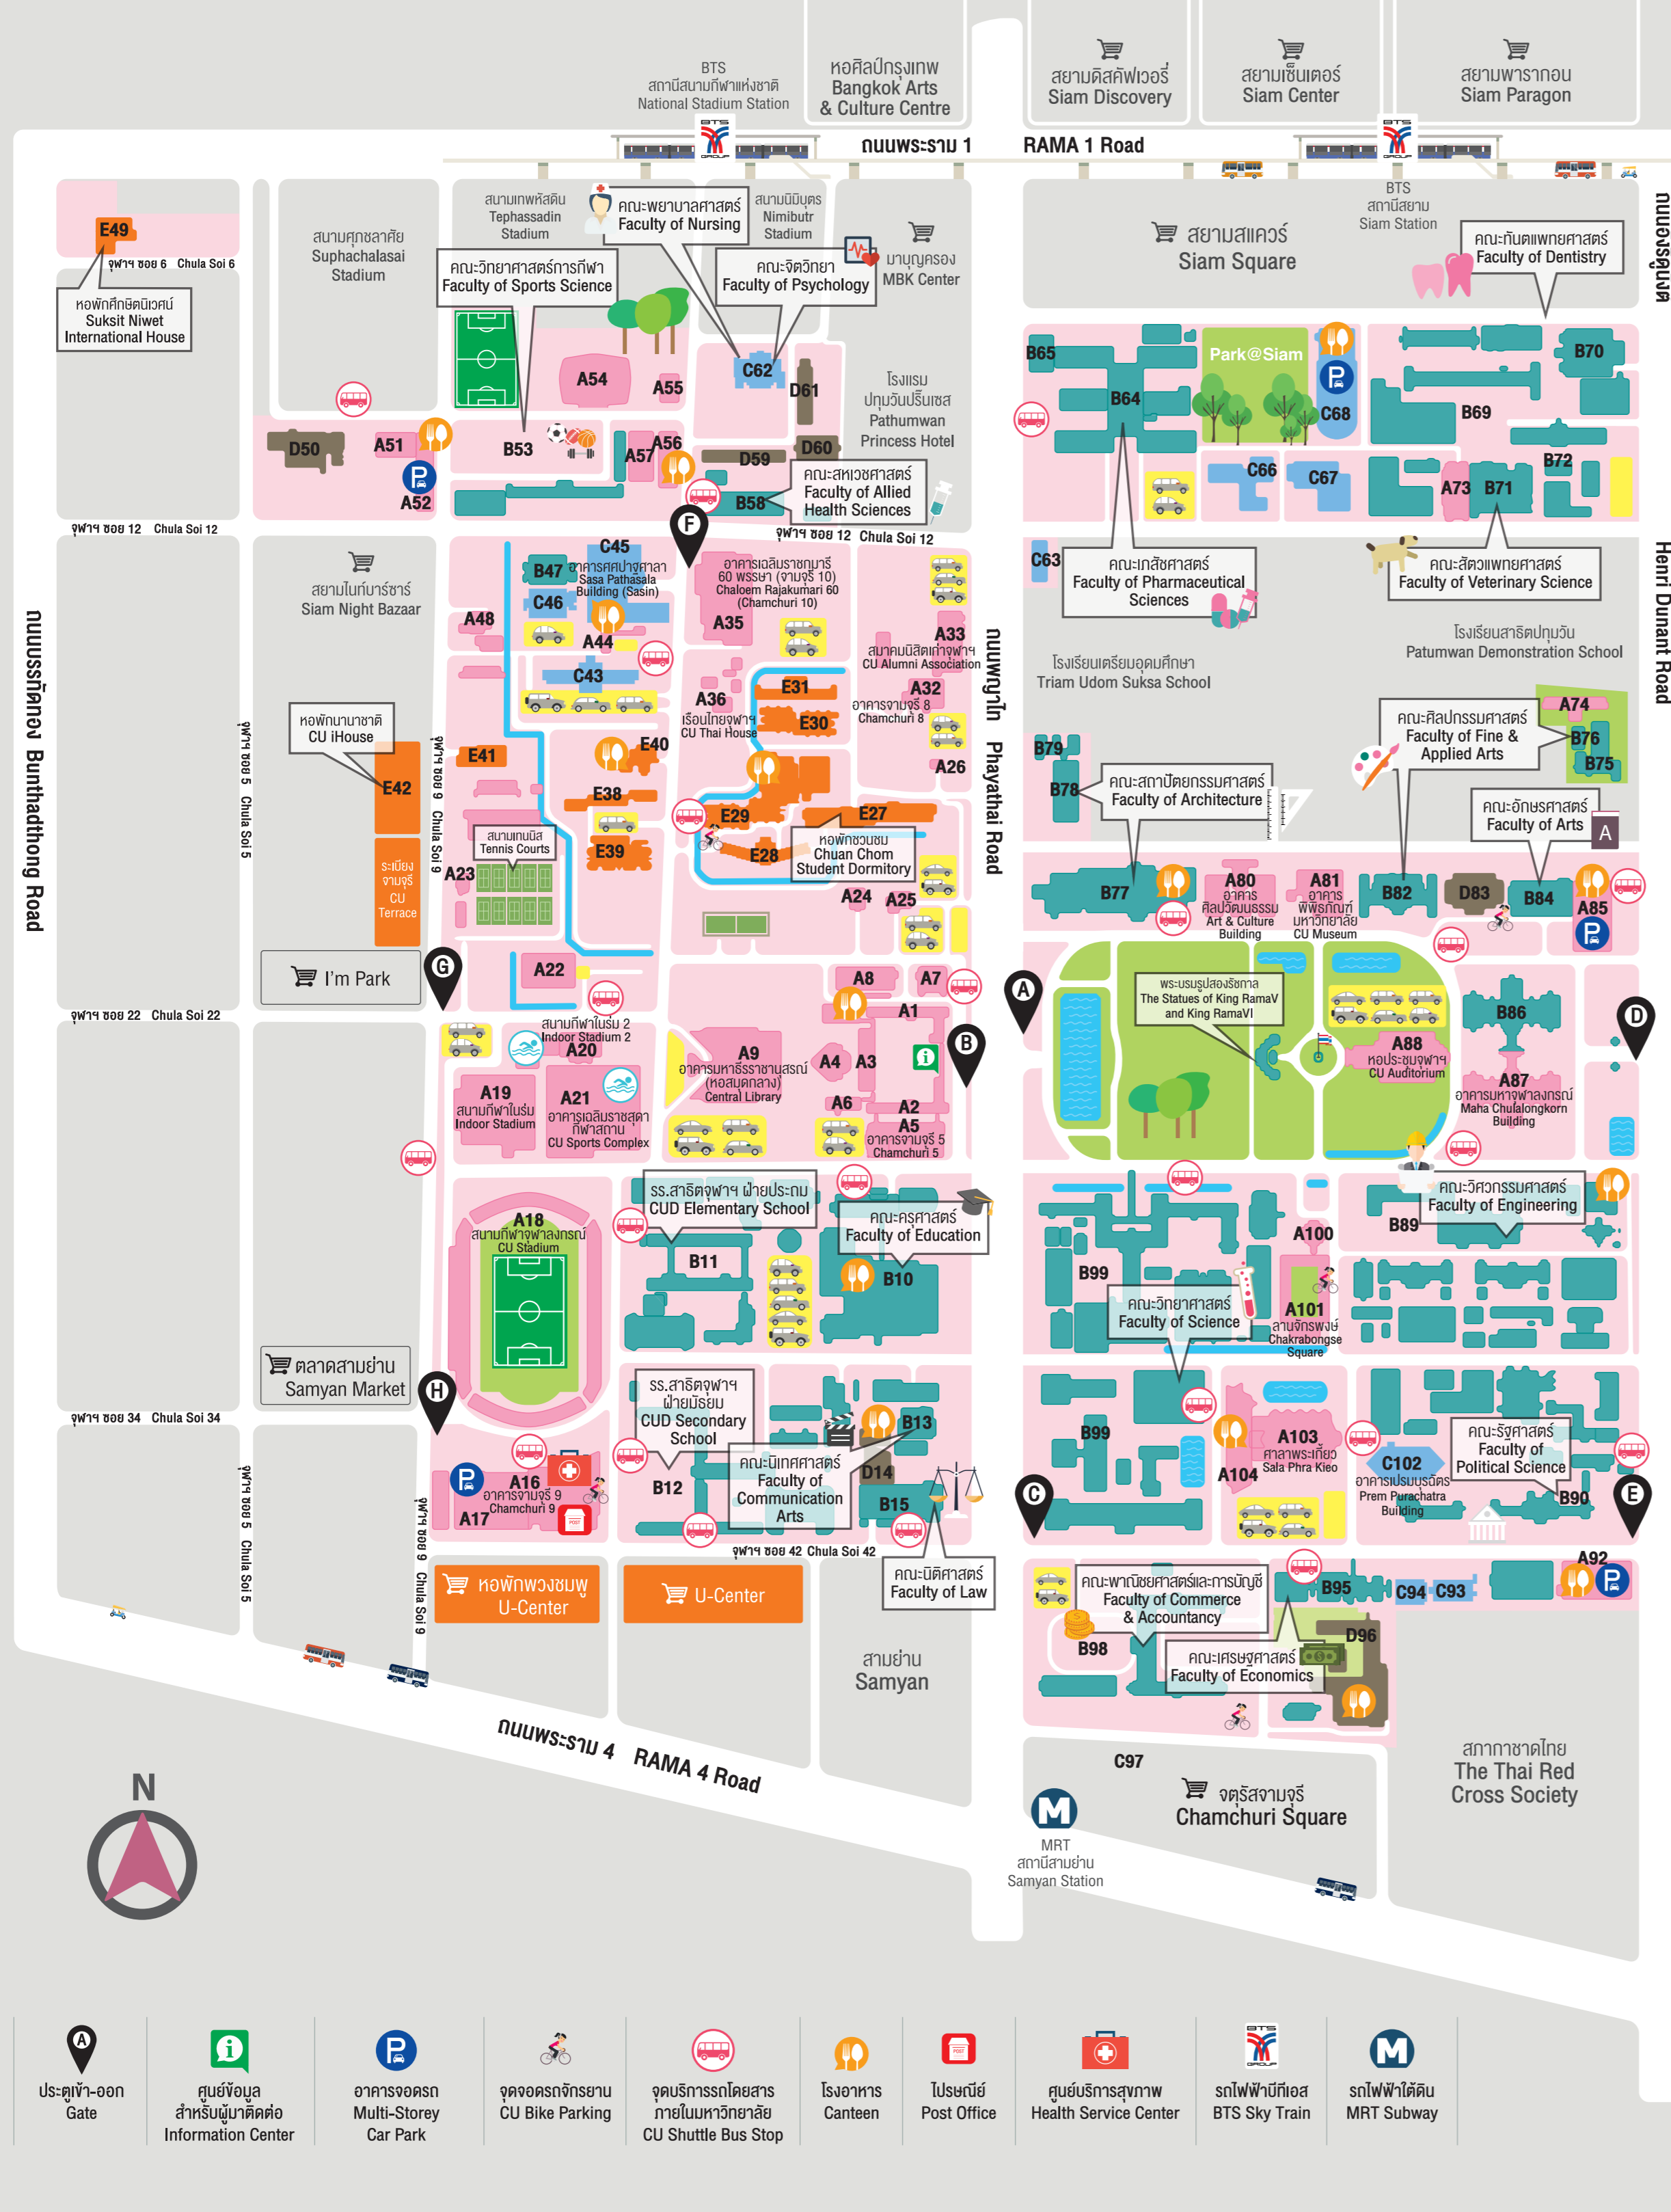 BTS
สถานีสนามกีฬาแห่งชาติ
National Stadium Station
หอศิลป์กรุงเทพ
Bangkok Arts
& Culture Centre
สยามดิสคัฟเวอรี่
Siam Discovery
สยามเซ็นเตอร์
Siam Center
สยามพารากอน
Siam Paragon
BTS
GROUP
ถนนพระราม 1
RAMA 1 Road
BTS
GROUP
BTS
สถานีสยาม
Siam Station
E49
จุฬาฯ ซอย 6 Chula Soi 6
หอพักศึกษิตนิเวศน์
Suksit Niwet
International House
สนามศุภชลาศัย
Suphachalasai
Stadium
สนามเทพหัสดิน
Tephassadin
Stadium
คณะพยาบาลศาสตร์
Faculty of Nursing
สนามนิมิบุตร
Nimibutr
Stadium
มาบุญครอง
MBK Center
คณะวิทยาศาสตร์การกีฬา
Faculty of Sports Science
คณะจิตวิทยา
Faculty of Psychology
สยามสแควร์
Siam Square
คณะทันตแพทยศาสตร์
Faculty of Dentistry
A54
A55
C62
D61
โรงแรม
ปทุมวันปริ๊นเซส
Pathumwan
Princess Hotel
B65
B64
Park@Siam
P
C68
B70
B69
D50
A51
P
A52
B53
A57
A56
D59
D60
B58
คณะสหเวชศาสตร์
Faculty of Allied
Health Sciences
C66
C67
A73
B71
B72
จุฬาฯ ซอย 12 Chula Soi 12
F
จุฬาฯ ซอย 12 Chula Soi 12
C63
คณะเภสัชศาสตร์
Faculty of Pharmaceutical
Sciences
คณะสัตวแพทยศาสตร์
Faculty of Veterinary Science
สยามไนท์บาร์ซาร์
Siam Night Bazaar
B47
C45
อาคารศศปาฐศาลา
Sasa Pathasala
Building (Sasin)
C46
A48
A44
C43
อาคารเฉลิมราชกุมารี
60 พรรษา (จามจุรี 10)
Chaloem Rajakumari 60
(Chamchuri 10)
A35
A33
สมาคมนิสิตเก่าจุฬาฯ
CU Alumni Association
A32
อาคารจามจุรี 8
Chamchuri 8
A36
เรือนไทยจุฬาฯ
CU Thai House
E31
E30
A26
โรงเรียนเตรียมอุดมศึกษา
Triam Udom Suksa School
โรงเรียนสาธิตปทุมวัน
Patumwan Demonstration School
ถนนบรรทัดทอง Bunthadthong Road
จุฬาฯ ซอย 5 Chula Soi 5
จุฬาฯ ซอย 9 Chula Soi 9
ถนนพญาไท Phayathai Road
Henri Dunant Road
หอพักนานาชาติ
CU iHouse
E42
E41
E40
E38
E39
ระเบียง
จามจุรี
CU
Terrace
สนามเทนนิส
Tennis Courts
A23
E29
E27
E28
หอพักชวนชม
Chuan Chom
Student Dormitory
A24
A25
B79
B78
คณะสถาปัตยกรรมศาสตร์
Faculty of Architecture
คณะศิลปกรรมศาสตร์
Faculty of Fine &
Applied Arts
A74
B76
B75
คณะอักษรศาสตร์
Faculty of Arts
A
B77
A80
อาคาร
ศิลปวัฒนธรรม
Art & Culture
Building
A81
อาคาร
พิพิธภัณฑ์
มหาวิทยาลัย
CU Museum
B82
D83
B84
A85
P
I'm Park
G
A22
A8
A7
A1
A
B
จุฬาฯ ซอย 22 Chula Soi 22
สนามกีฬาในร่ม 2
Indoor Stadium 2
A20
A19
สนามกีฬาในร่ม
Indoor Stadium
A21
อาคารเฉลิมราชสุดา
กีฬาสถาน
CU Sports Complex
A9
อาคารมหาธีรราชานุสรณ์
(หอสมุดกลาง)
Central Library
A4
A3
i
A6
A2
A5
อาคารจามจุรี 5
Chamchuri 5
พระบรมรูปสองรัชกาล
The Statues of King RamaV
and King RamaVI
A88
หอประชุมจุฬาฯ
CU Auditorium
B86
A87
อาคารมหาจุฬาลงกรณ์
Maha Chulalongkorn
Building
D
รร.สาธิตจุฬาฯ ฝ่ายประถม
CUD Elementary School
คณะครุศาสตร์
Faculty of Education
A18
สนามกีฬาจุฬาลงกรณ์
CU Stadium
B11
B10
A100
คณะวิศวกรรมศาสตร์
Faculty of Engineering
B89
B99
คณะวิทยาศาสตร์
Faculty of Science
A101
ลานจักรพงษ์
Chakrabongse
Square
ตลาดสามย่าน
Samyan Market
H
จุฬาฯ ซอย 34 Chula Soi 34
รร.สาธิตจุฬาฯ
ฝ่ายมัธยม
CUD Secondary
School
B12
คณะนิเทศศาสตร์
Faculty of
Communication
Arts
B13
D14
B15
P
A16
อาคารจามจุรี 9
Chamchuri 9
A17
POST
B99
C
A104
A103
ศาลาพระเกี้ยว
Sala Phra Kieo
C102
อาคารเปรมบุรฉัตร
Prem Purachatra
Building
คณะรัฐศาสตร์
Faculty of
Political Science
B90
E
จุฬาฯ ซอย 5 Chula Soi 5
จุฬาฯ ซอย 9 Chula Soi 9
จุฬาฯ ซอย 42 Chula Soi 42
หอพักพวงชมพู
U-Center
U-Center
คณะนิติศาสตร์
Faculty of Law
คณะพาณิชยศาสตร์และการบัญชี
Faculty of Commerce
& Accountancy
B98
คณะเศรษฐศาสตร์
Faculty of Economics
B95
C94
C93
A92
P
D96
สามย่าน
Samyan
ถนนพระราม 4 RAMA 4 Road
C97
จตุรัสจามจุรี
Chamchuri Square
M
MRT
สถานีสามย่าน
Samyan Station
สภากาชาดไทย
The Thai Red
Cross Society
N
A
ประตูเข้า-ออก
Gate
i
ศูนย์ข้อมูล
สำหรับผู้มาติดต่อ
Information Center
P
อาคารจอดรถ
Multi-Storey
Car Park
จุดจอดรถจักรยาน
CU Bike Parking
จุดบริการรถโดยสาร
ภายในมหาวิทยาลัย
CU Shuttle Bus Stop
โรงอาหาร
Canteen
POST
ไปรษณีย์
Post Office
ศูนย์บริการสุขภาพ
Health Service Center
BTS
GROUP
รถไฟฟ้าบีทีเอส
BTS Sky Train
M
รถไฟฟ้าใต้ดิน
MRT Subway